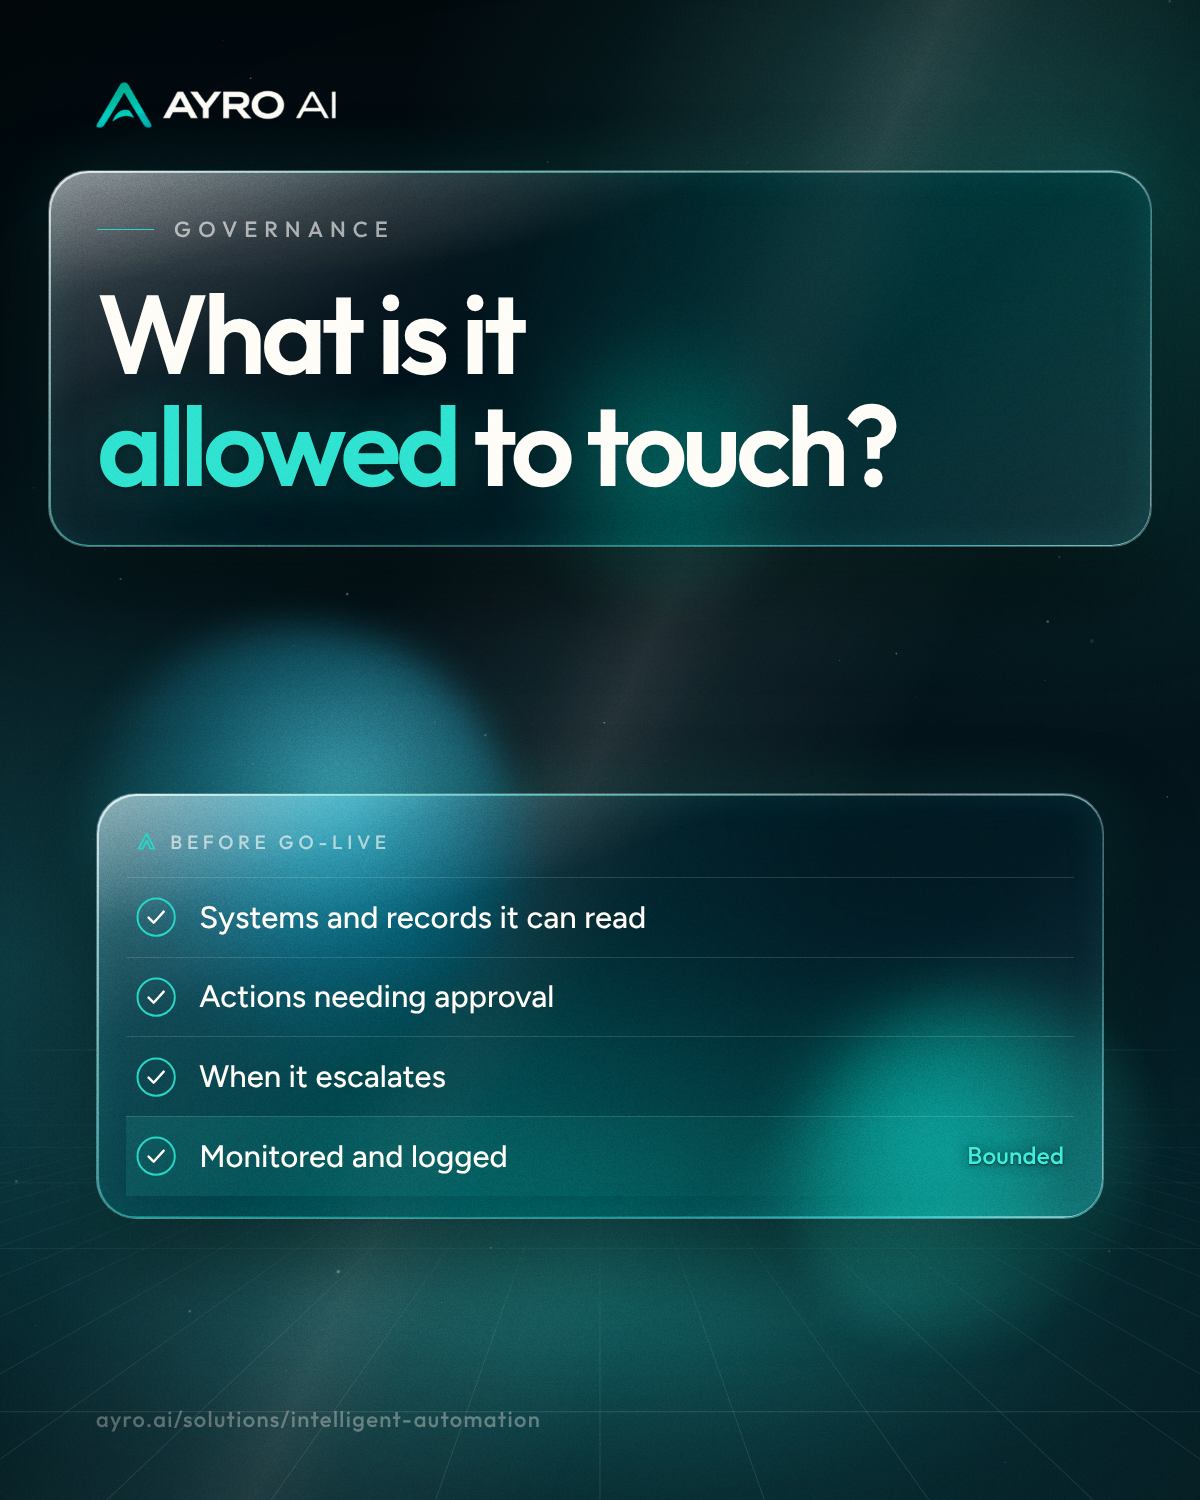 AYRO AI
GOVERNANCE
What is it
allowed to touch?
BEFORE GO-LIVE
Systems and records it can read
Actions needing approval
When it escalates
Monitored and logged
Bounded
ayro.ai/solutions/intelligent-automation